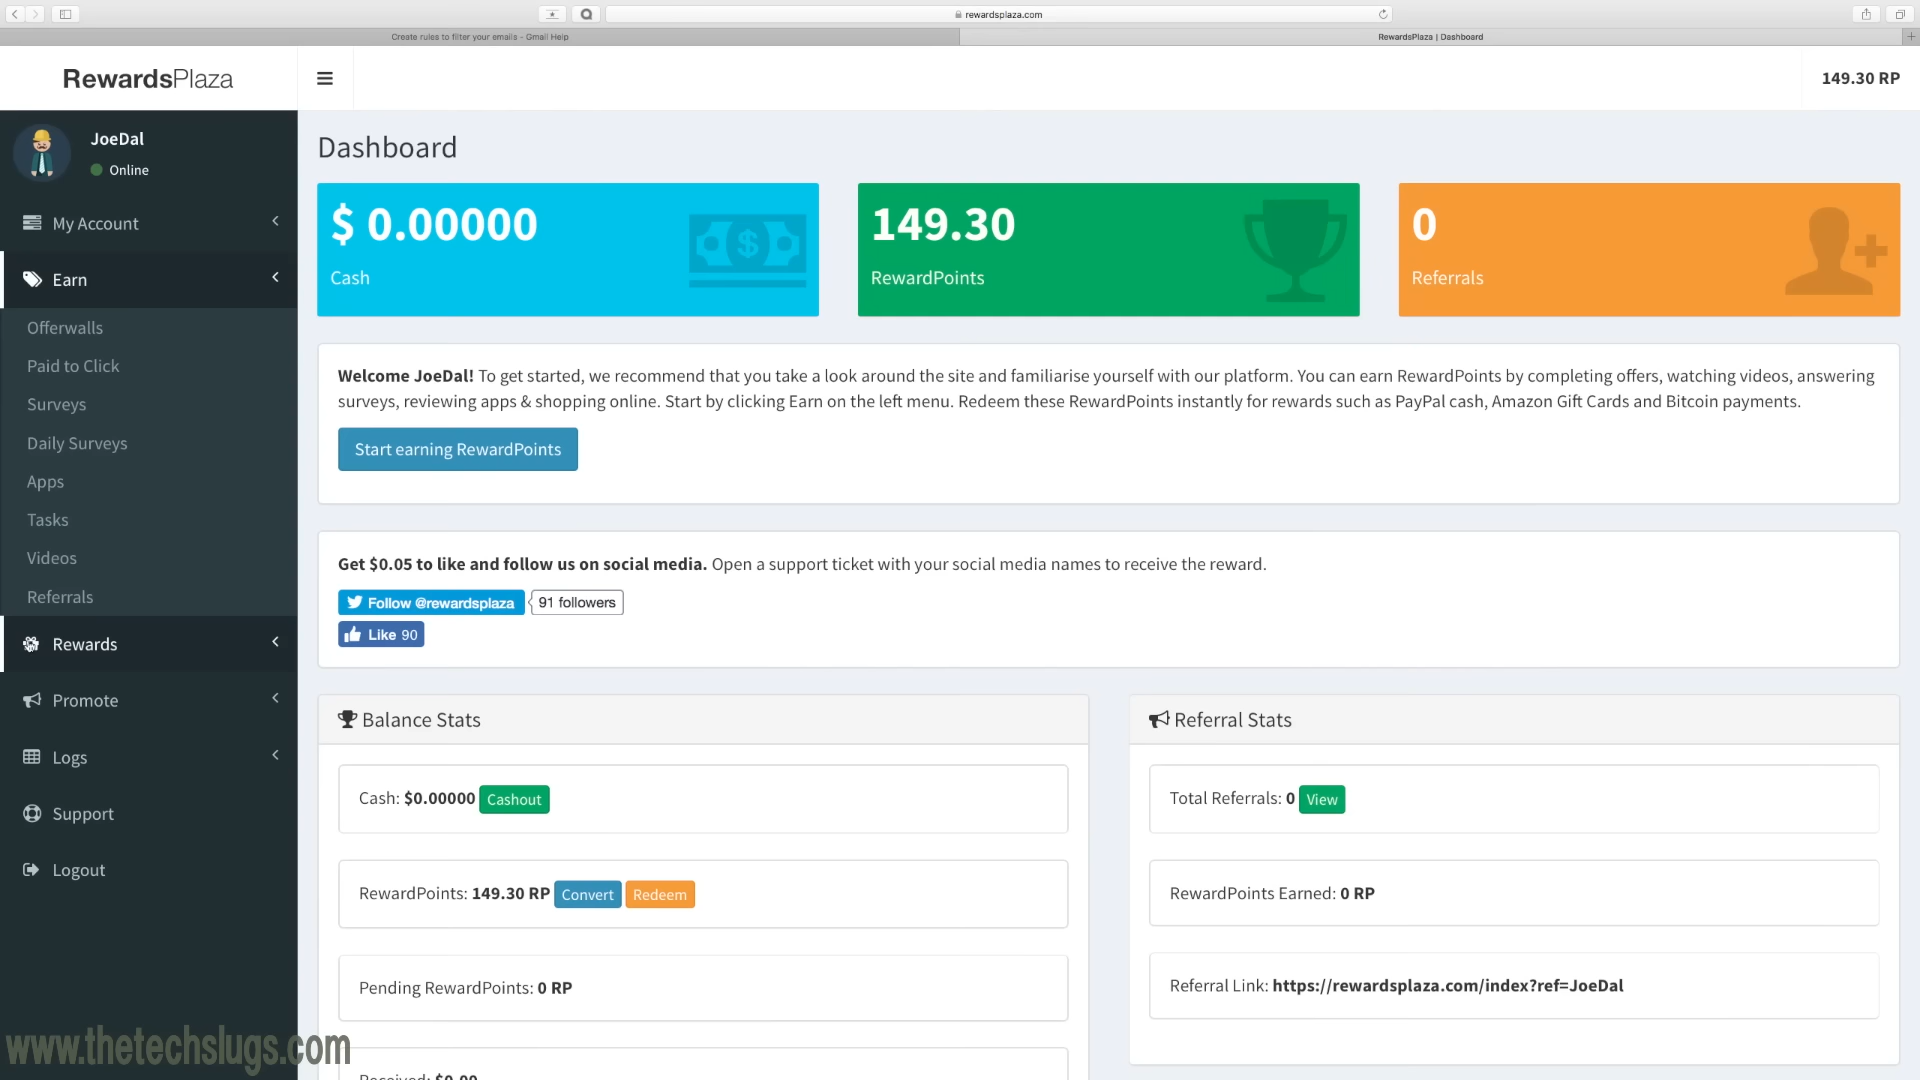 rewardsplaza.com
Create rules to filter your emails - Gmail Help
RewardsPlaza | Dashboard
RewardsPlaza
149.30 RP
JoeDal
Online
My Account
Earn
Offerwalls
Paid to Click
Surveys
Daily Surveys
Apps
Tasks
Videos
Referrals
Rewards
Promote
Logs
Support
Logout
Dashboard
$ 0.00000
Cash
149.30
RewardPoints
0
Referrals
Welcome JoeDal! To get started, we recommend that you take a look around the site and familiarise yourself with our platform. You can earn RewardPoints by completing offers, watching videos, answering
surveys, reviewing apps & shopping online. Start by clicking Earn on the left menu. Redeem these RewardPoints instantly for rewards such as PayPal cash, Amazon Gift Cards and Bitcoin payments.
Start earning RewardPoints
Get $0.05 to like and follow us on social media. Open a support ticket with your social media names to receive the reward.
Follow @rewardsplaza 91 followers
Like 90
Balance Stats
Cash: $0.00000 Cashout
RewardPoints: 149.30 RP Convert Redeem
Pending RewardPoints: 0 RP
Received: $0.00
Referral Stats
Total Referrals: 0 View
RewardPoints Earned: 0 RP
Referral Link: https://rewardsplaza.com/index?ref=JoeDal
www.thetechslugs.com